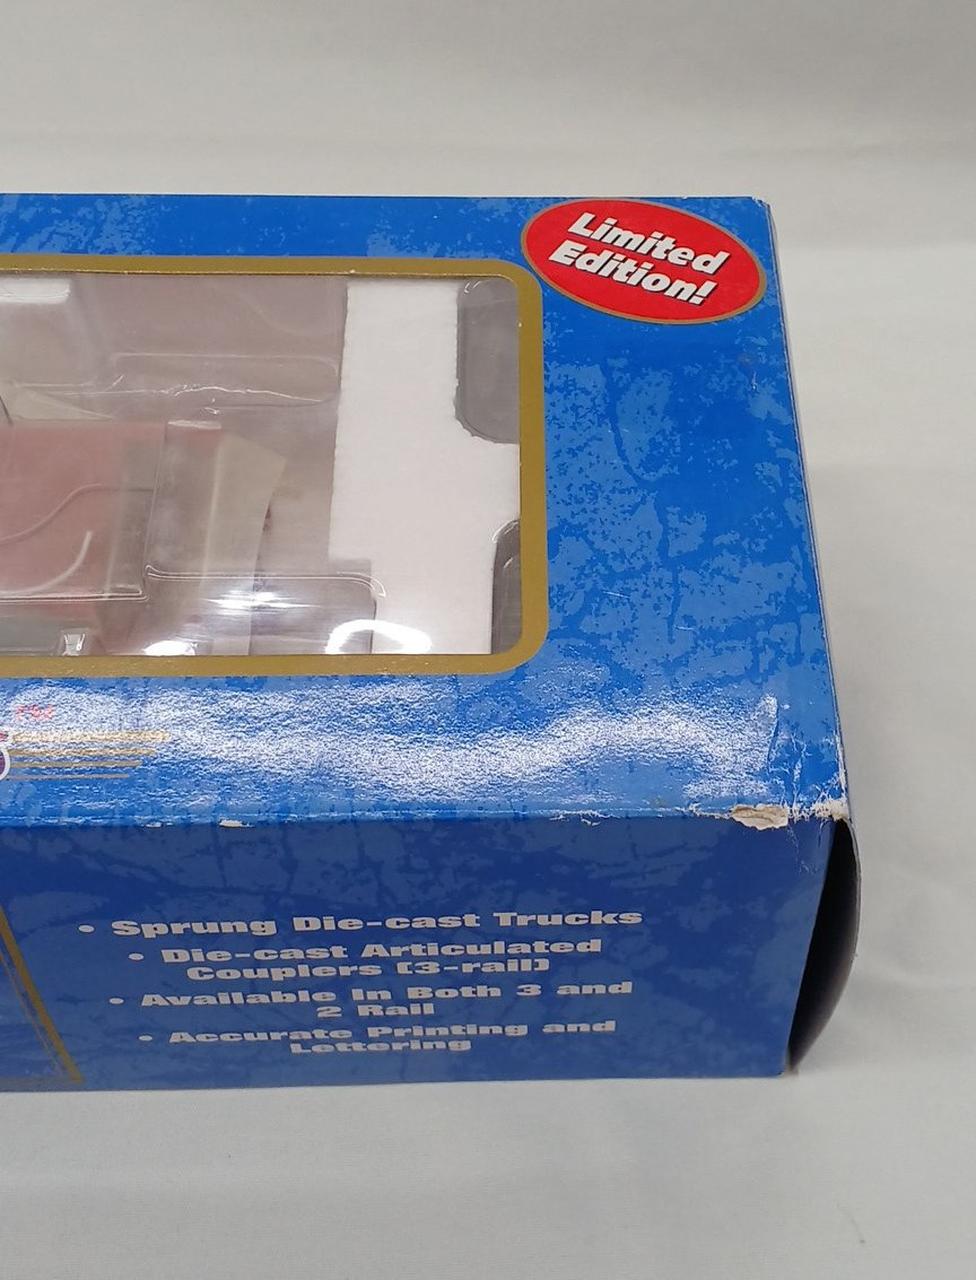 Limited
Edition!
• Sprung Die-cast Trucks
• Die-cast Articulated
Couplers (3-rail)
• Available in Both 3 and
2 Rail
• Accurate Printing and
Lettering